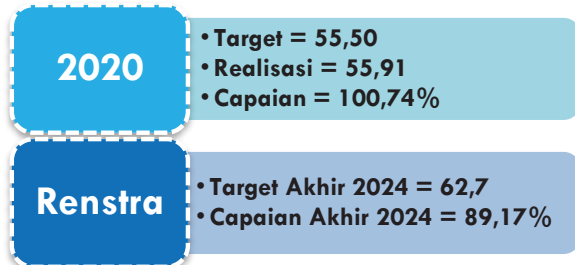 2020
• Target = 55,50
• Realisasi = 55,91
• Capaian = 100,74%
Renstra
• Target Akhir 2024 = 62,7
• Capaian Akhir 2024 = 89,17%